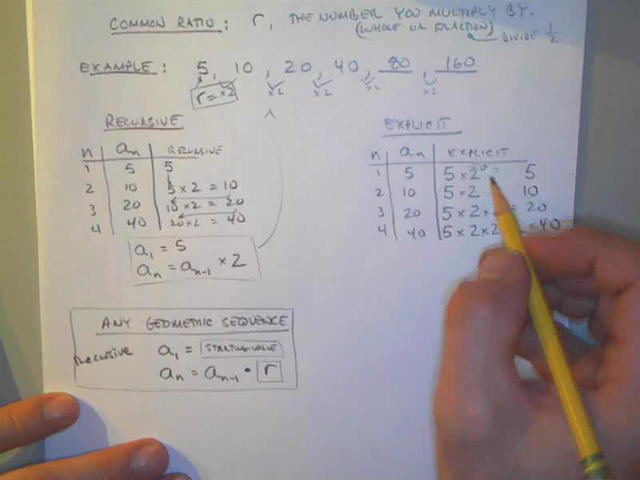 COMMON RATIO: r, THE NUMBER YOU MULTIPLY BY.
(WHOLE OR FRACTION)
DIVIDE 1/2
EXAMPLE: 5, 10, 20, 40, 80, 160
r = ×2 ×2 ×2 ×2 ×2
RECURSIVE
n an RECURSIVE
1 5 5
2 10 5 × 2 = 10
3 20 10 × 2 = 20
4 40 20 × 2 = 40
a1 = 5
an = an-1 × 2
EXPLICIT
n an EXPLICIT
1 5 5 × 2⁰ = 5
2 10 5 × 2 10
3 20 5 × 2 × = 20
4 40 5 × 2 × 2 = 40
ANY GEOMETRIC SEQUENCE
RECURSIVE a1 = STARTING VALUE
an = an-1 • r